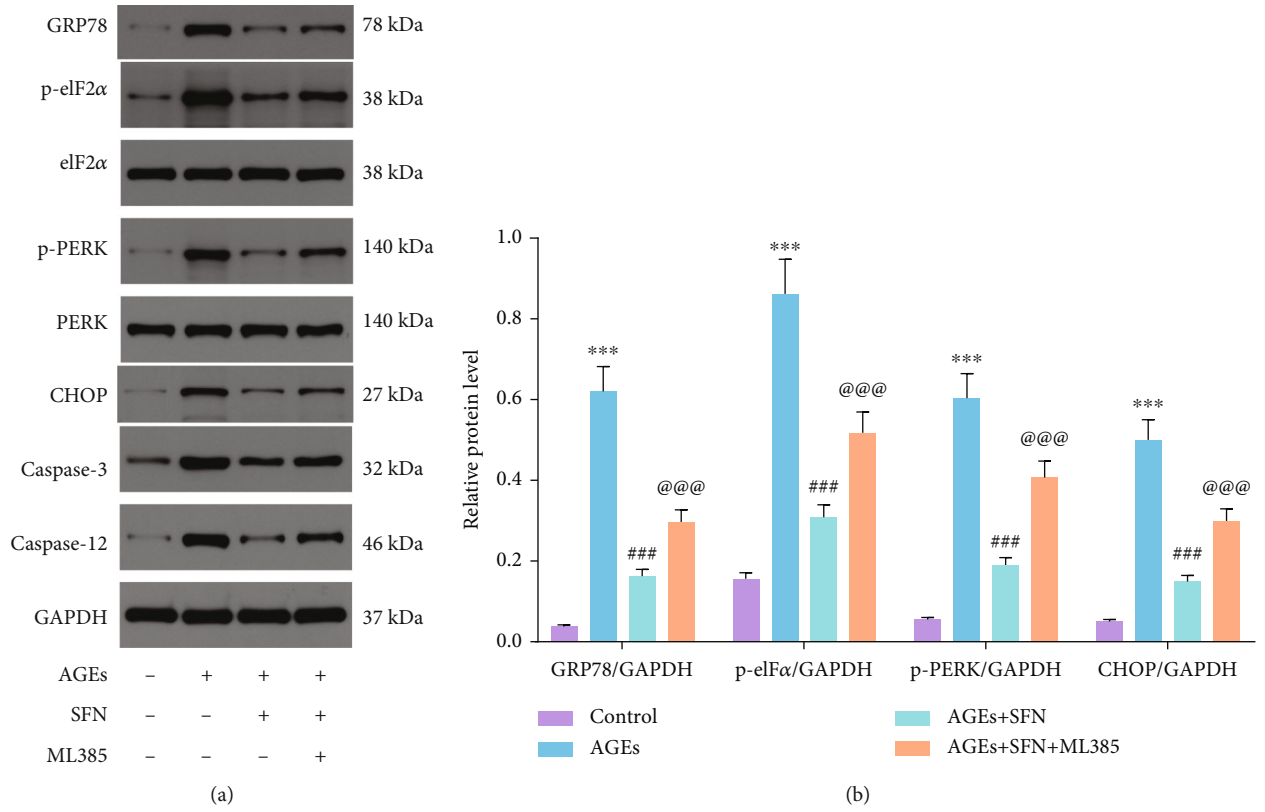 GRP78 78 kDa
p-elF2α 38 kDa
elF2α 38 kDa
p-PERK 140 kDa
PERK 140 kDa
CHOP 27 kDa
Caspase-3 32 kDa
Caspase-12 46 kDa
GAPDH 37 kDa
AGEs – + + +
SFN – – + +
ML385 – – – +
(a)
Relative protein level
1.0
0.8
0.6
0.4
0.2
0.0
*** ### @@@
*** ### @@@
*** ### @@@
*** ### @@@
GRP78/GAPDH p-elFα/GAPDH p-PERK/GAPDH CHOP/GAPDH
Control
AGEs
AGEs+SFN
AGEs+SFN+ML385
(b)